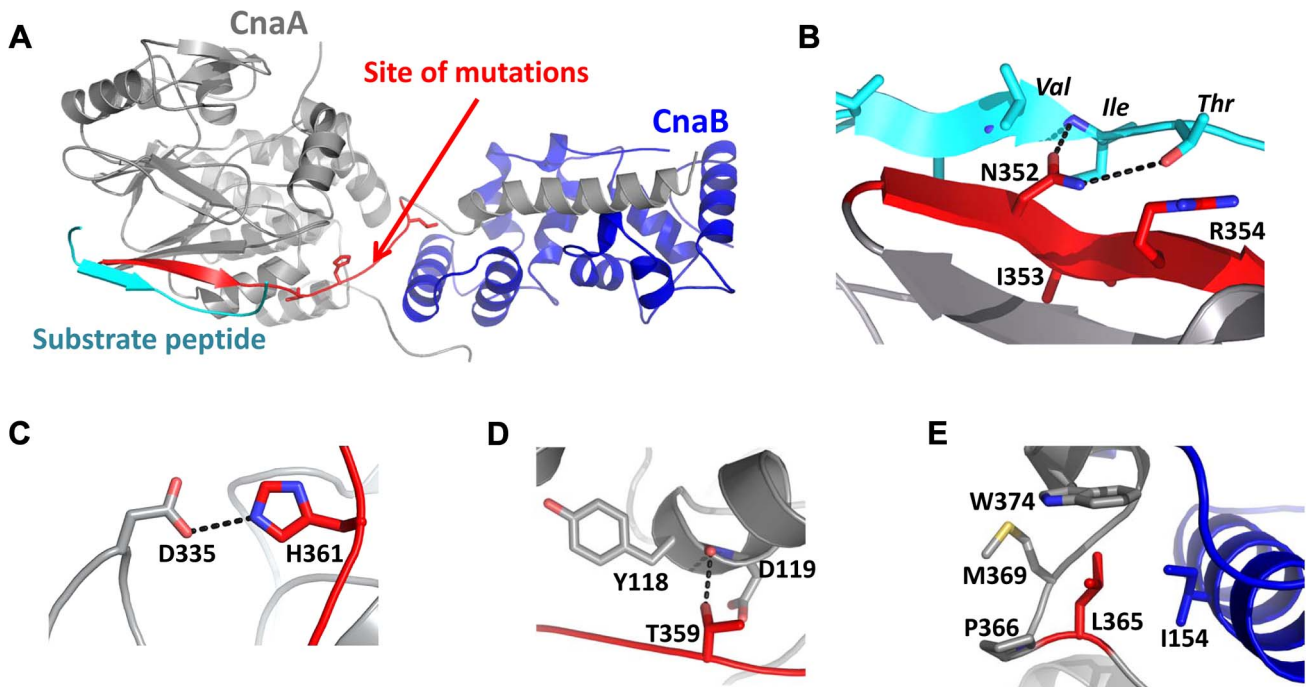 A
CnaA
Site of mutations
CnaB
Substrate peptide
B
Val
Ile
Thr
N352
R354
I353
C
D335
H361
D
Y118
D119
T359
E
W374
M369
P366
L365
I154